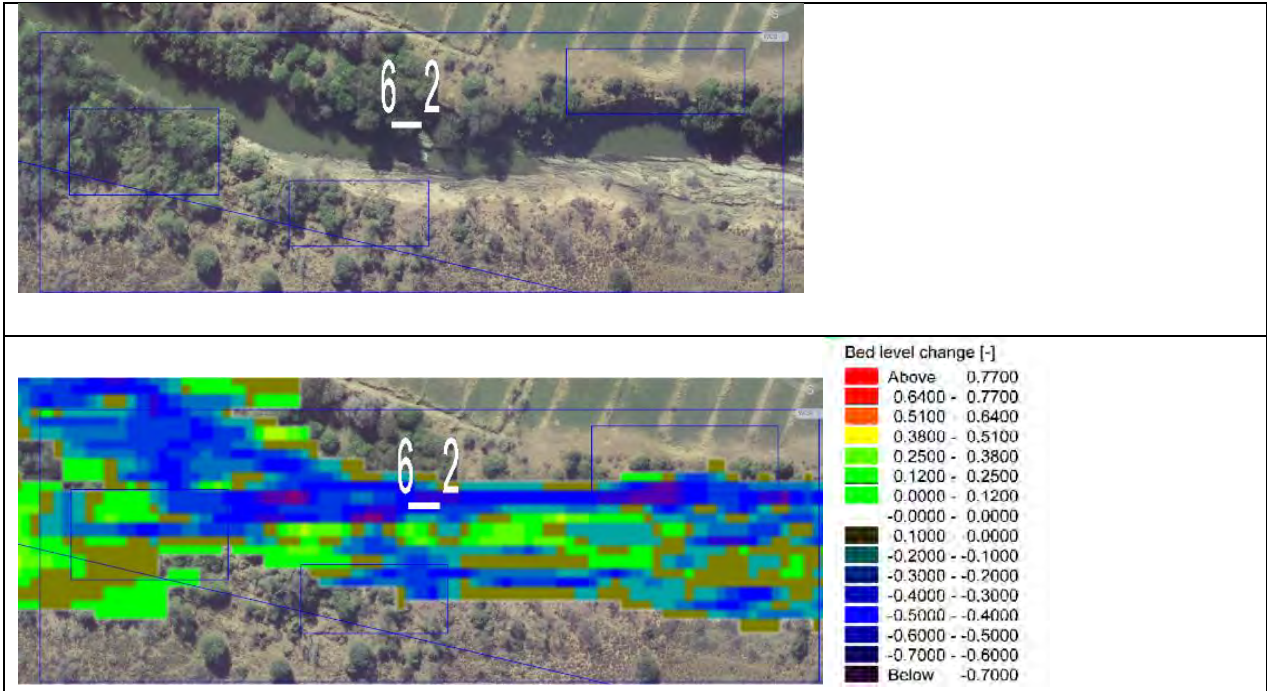 6_2
6_2
Bed level change [-]
Above 0.7700
0.6400 - 0.7700
0.5100 - 0.6400
0.3800 - 0.5100
0.2500 - 0.3800
0.1200 - 0.2500
0.0000 - 0.1200
-0.0000 - 0.0000
0.1000 - 0.0000
-0.2000 - -0.1000
-0.3000 - -0.2000
-0.4000 - -0.3000
-0.5000 - -0.4000
-0.6000 - -0.5000
-0.7000 - -0.6000
Below -0.7000